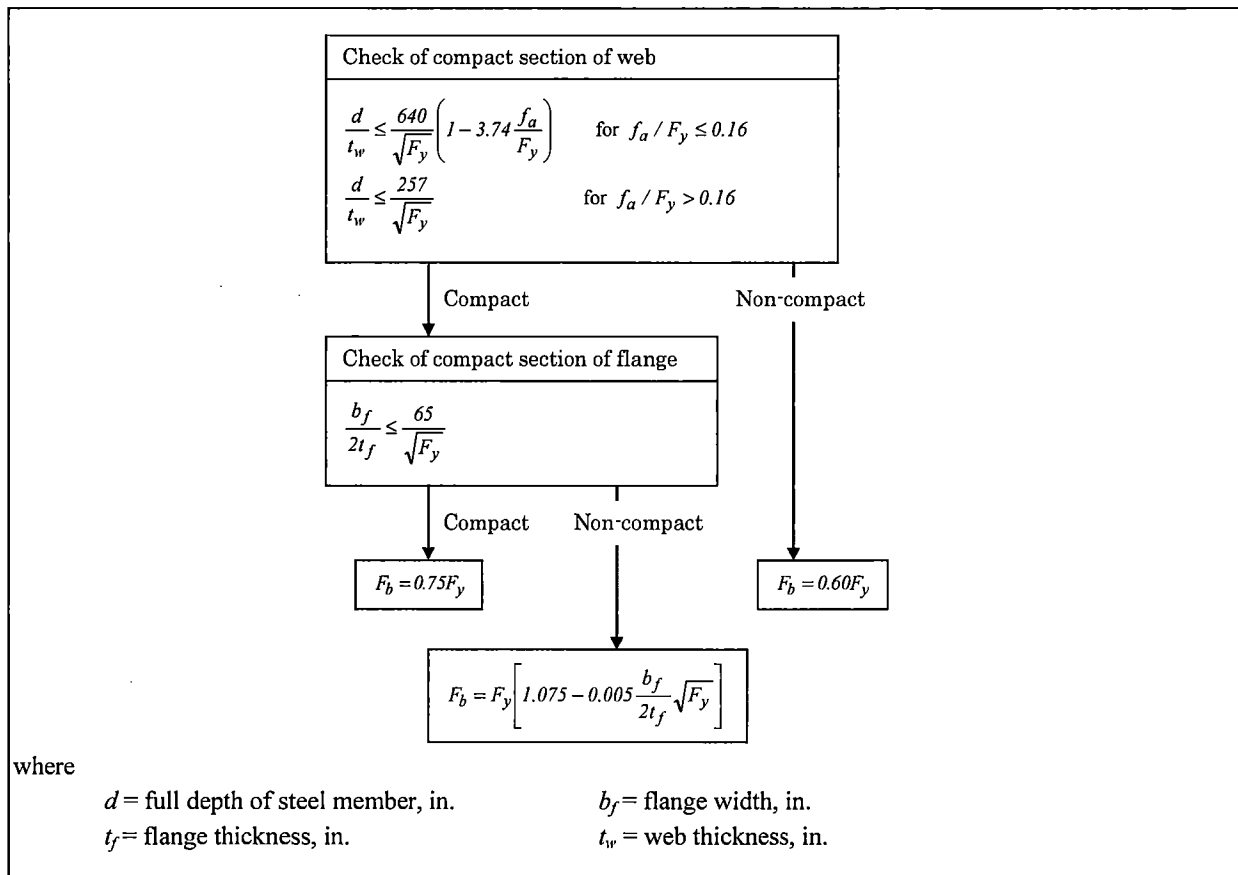 Check of compact section of web
d/t_w ≤ 640/√F_y (1 − 3.74 f_a/F_y) for f_a / F_y ≤ 0.16
d/t_w ≤ 257/√F_y for f_a / F_y > 0.16
Compact Non-compact
Check of compact section of flange
b_f/2t_f ≤ 65/√F_y
Compact Non-compact
F_b = 0.75F_y F_b = 0.60F_y
F_b = F_y [1.075 − 0.005 b_f/2t_f √F_y]
where
d = full depth of steel member, in. b_f = flange width, in.
t_f = flange thickness, in. t_w = web thickness, in.